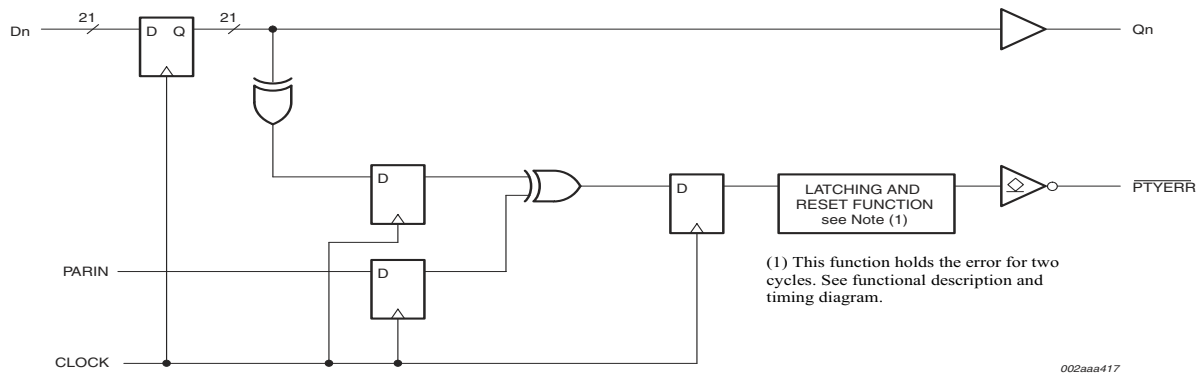 21
21
Dn
D Q
Qn
D
D
LATCHING AND
RESET FUNCTION
see Note (1)
PTYERR
PARIN
D
(1) This function holds the error for two
cycles. See functional description and
timing diagram.
CLOCK
002aaa417